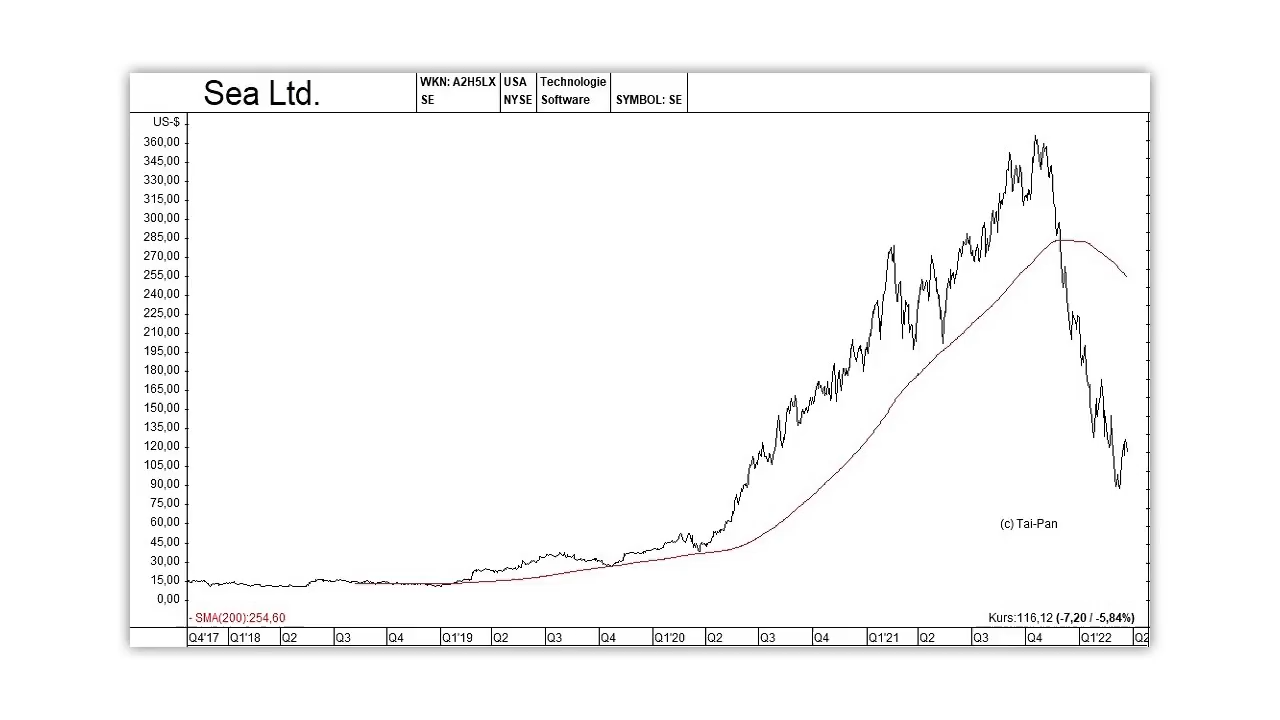 Sea Ltd.
WKN: A2H5LX
SE
USA
NYSE
Technologie
Software
SYMBOL: SE
US-$
360,00
345,00
330,00
315,00
300,00
285,00
270,00
255,00
240,00
225,00
210,00
195,00
180,00
165,00
150,00
135,00
120,00
105,00
90,00
75,00
60,00
45,00
30,00
15,00
0,00
(c) Tai-Pan
- SMA(200):254,60
Kurs:116,12 (-7,20 / -5,84%)
Q4'17 Q1'18 Q2 Q3 Q4 Q1'19 Q2 Q3 Q4 Q1'20 Q2 Q3 Q4 Q1'21 Q2 Q3 Q4 Q1'22 Q2